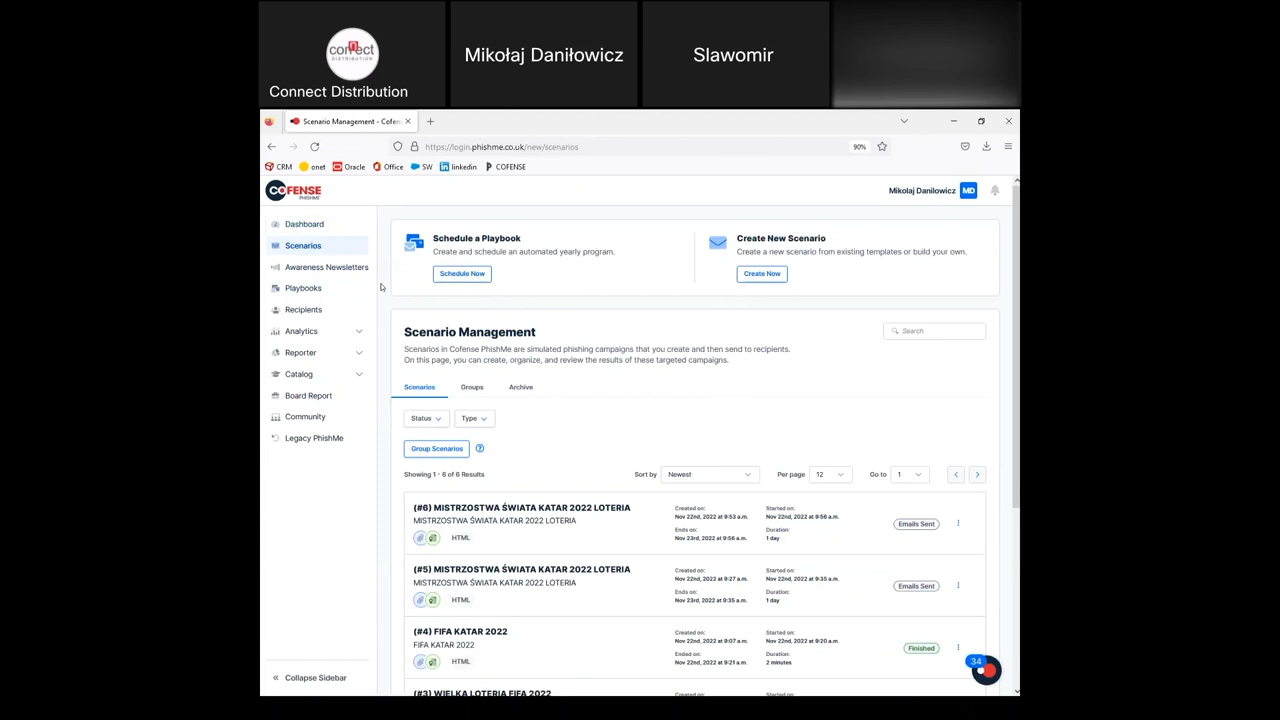 connect
DISTRIBUTION
Connect Distribution
Mikołaj Daniłowicz
Slawomir
Scenario Management - Cofen
https://login.phishme.co.uk/new/scenarios
90%
CRM
onet
Oracle
Office
SW
linkedin
COFENSE
COFENSE
PHISHME
Mikolaj Danilowicz
MD
Dashboard
Scenarios
Awareness Newsletters
Playbooks
Recipients
Analytics
Reporter
Catalog
Board Report
Community
Legacy PhishMe
Collapse Sidebar
Schedule a Playbook
Create and schedule an automated yearly program.
Schedule Now
Create New Scenario
Create a new scenario from existing templates or build your own.
Create Now
Scenario Management
Search
Scenarios in Cofense PhishMe are simulated phishing campaigns that you create and then send to recipients.
On this page, you can create, organize, and review the results of these targeted campaigns.
Scenarios
Groups
Archive
Status
Type
Group Scenarios
Showing 1 - 6 of 6 Results
Sort by
Newest
Per page
12
Go to
1
(#6) MISTRZOSTWA ŚWIATA KATAR 2022 LOTERIA
MISTRZOSTWA ŚWIATA KATAR 2022 LOTERIA
HTML
Created on:
Nov 22nd, 2022 at 9:53 a.m.
Ends on:
Nov 23rd, 2022 at 9:56 a.m.
Started on:
Nov 22nd, 2022 at 9:56 a.m.
Duration:
1 day
Emails Sent
(#5) MISTRZOSTWA ŚWIATA KATAR 2022 LOTERIA
MISTRZOSTWA ŚWIATA KATAR 2022 LOTERIA
HTML
Created on:
Nov 22nd, 2022 at 9:27 a.m.
Ends on:
Nov 23rd, 2022 at 9:35 a.m.
Started on:
Nov 22nd, 2022 at 9:35 a.m.
Duration:
1 day
Emails Sent
(#4) FIFA KATAR 2022
FIFA KATAR 2022
HTML
Created on:
Nov 22nd, 2022 at 9:07 a.m.
Ended on:
Nov 22nd, 2022 at 9:21 a.m.
Started on:
Nov 22nd, 2022 at 9:20 a.m.
Duration:
2 minutes
Finished
34
(#3) WIELKA LOTERIA FIFA 2022
Created on:
Started on: